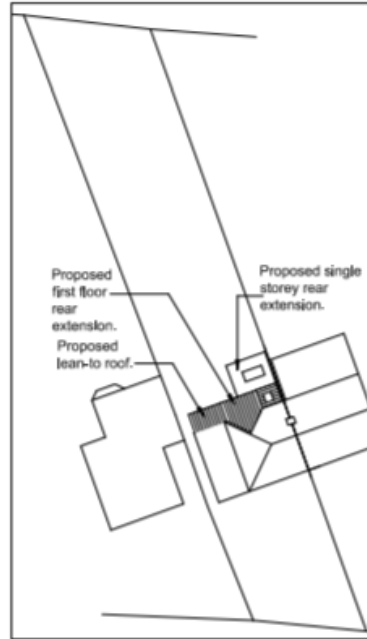 Proposed
first floor
rear
extension.
Proposed
lean-to roof.
Proposed single
storey rear
extension.